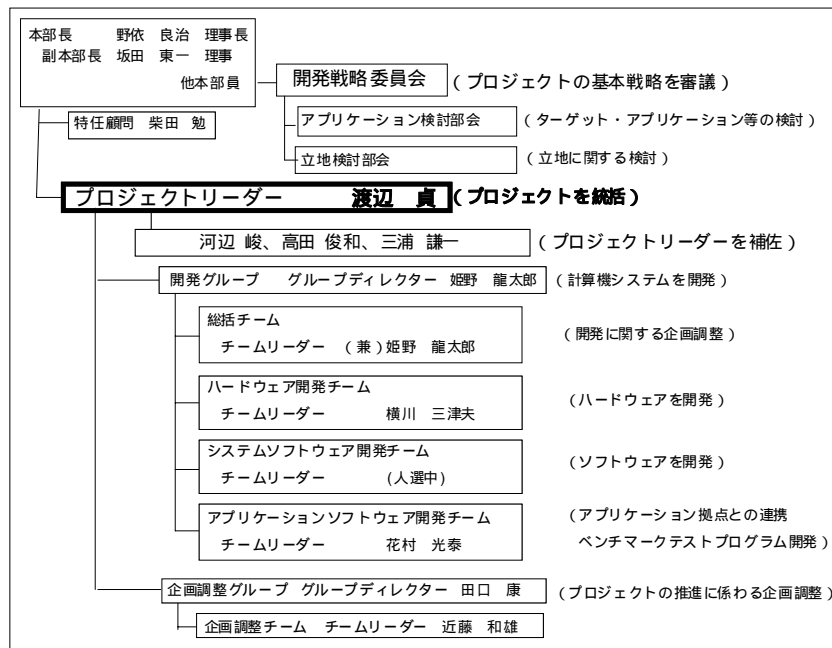 本部長 野依 良治 理事長
副本部長 坂田 東一 理事
他本部員
開発戦略委員会 (プロジェクトの基本戦略を審議)
特任顧問 柴田 勉
アプリケーション検討部会 (ターゲット・アプリケーション等の検討)
立地検討部会 (立地に関する検討)
プロジェクトリーダー 渡辺 貞 (プロジェクトを統括)
河辺 峻、高田 俊和、三浦 謙一 (プロジェクトリーダーを補佐)
開発グループ グループディレクター 姫野 龍太郎 (計算機システムを開発)
総括チーム
チームリーダー (兼)姫野 龍太郎 (開発に関する企画調整)
ハードウェア開発チーム
チームリーダー 横川 三津夫 (ハードウェアを開発)
システムソフトウェア開発チーム
チームリーダー (人選中) (ソフトウェアを開発)
アプリケーションソフトウェア開発チーム (アプリケーション拠点との連携
チームリーダー 花村 光泰 ベンチマークテストプログラム開発)
企画調整グループ グループディレクター 田口 康 (プロジェクトの推進に係わる企画調整)
企画調整チーム チームリーダー 近藤 和雄